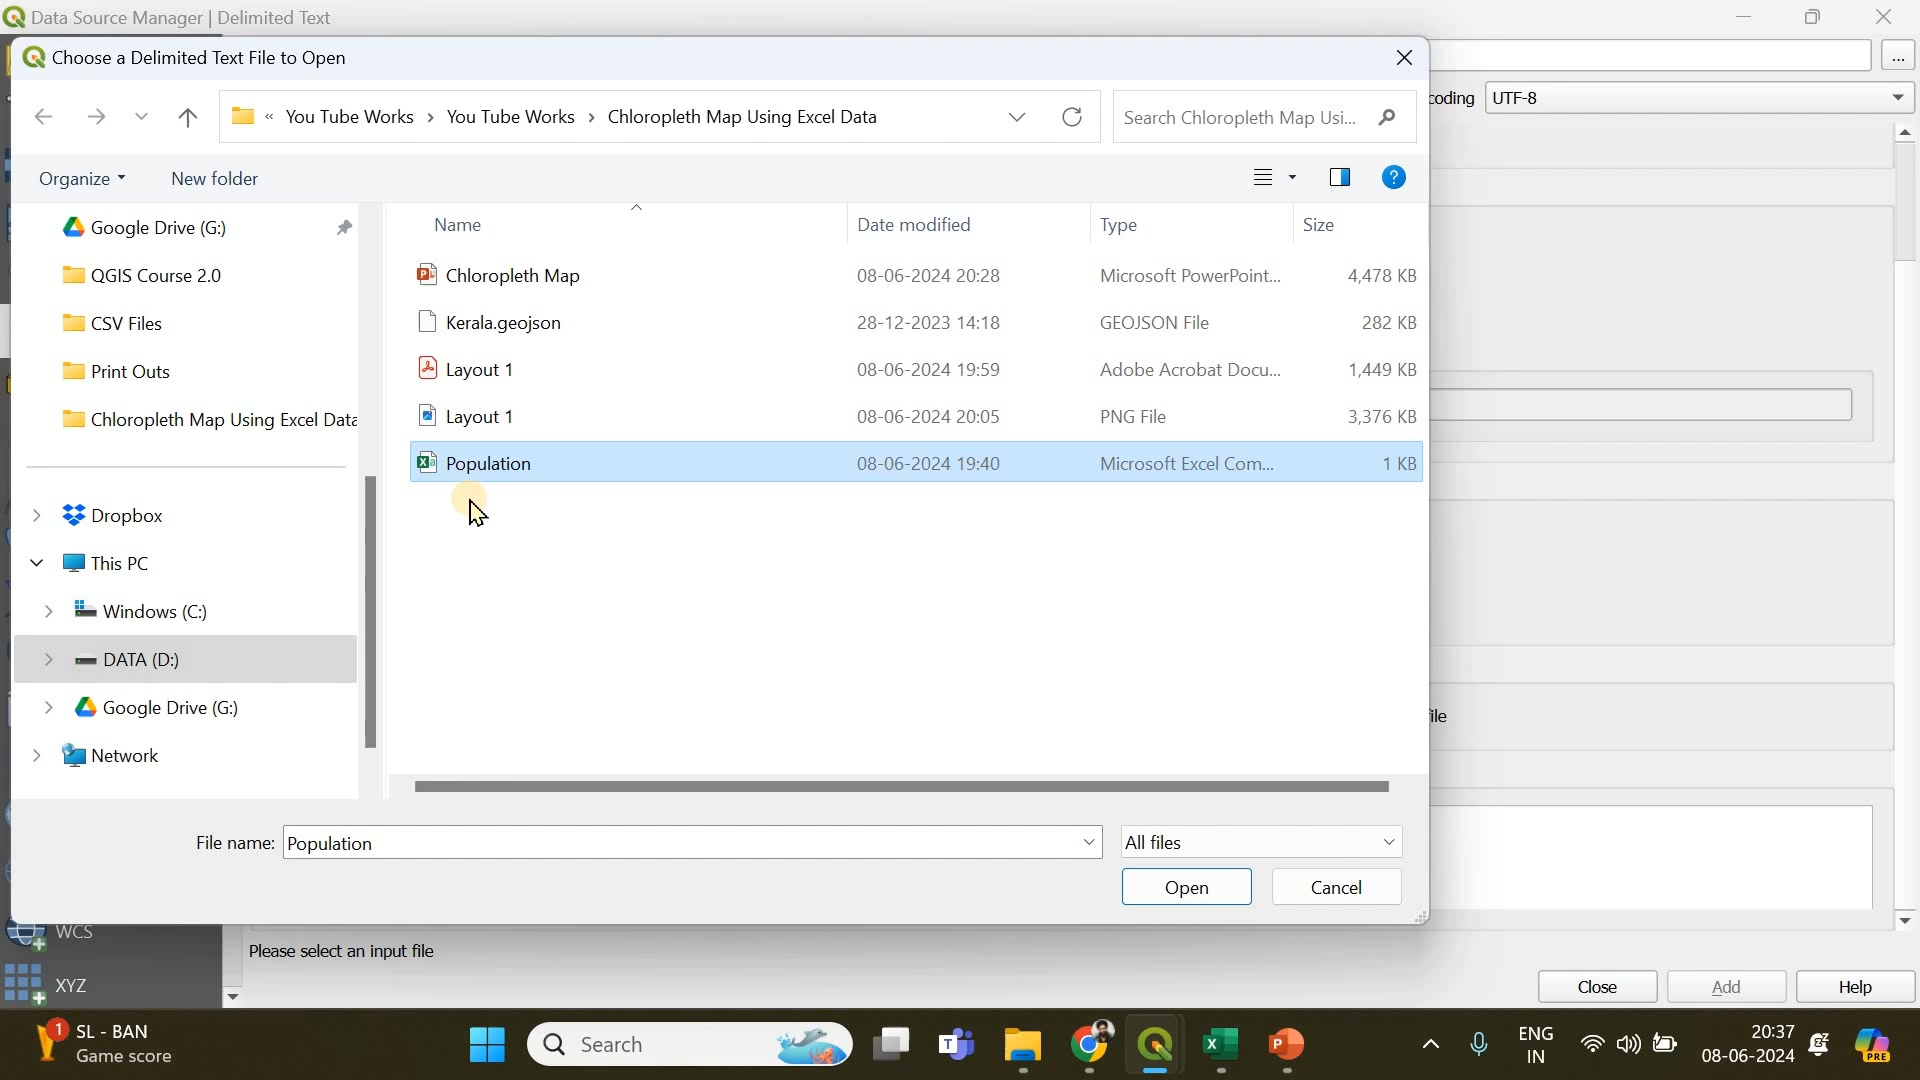 Data Source Manager | Delimited Text
Choose a Delimited Text File to Open
...
coding UTF-8
« You Tube Works › You Tube Works › Chloropleth Map Using Excel Data
Search Chloropleth Map Usi...
Organize New folder
?
Google Drive (G:)
QGIS Course 2.0
CSV Files
Print Outs
Chloropleth Map Using Excel Data
Dropbox
This PC
Windows (C:)
DATA (D:)
Google Drive (G:)
Network
Name Date modified Type Size
Chloropleth Map 08-06-2024 20:28 Microsoft PowerPoint... 4,478 KB
Kerala.geojson 28-12-2023 14:18 GEOJSON File 282 KB
Layout 1 08-06-2024 19:59 Adobe Acrobat Docu... 1,449 KB
Layout 1 08-06-2024 20:05 PNG File 3,376 KB
Population 08-06-2024 19:40 Microsoft Excel Com... 1 KB
ile
File name: Population All files
Open Cancel
WCS
XYZ
Please select an input file
Close Add Help
1 SL - BAN
Game score
Search
ENG
IN
20:37
08-06-2024
PRE